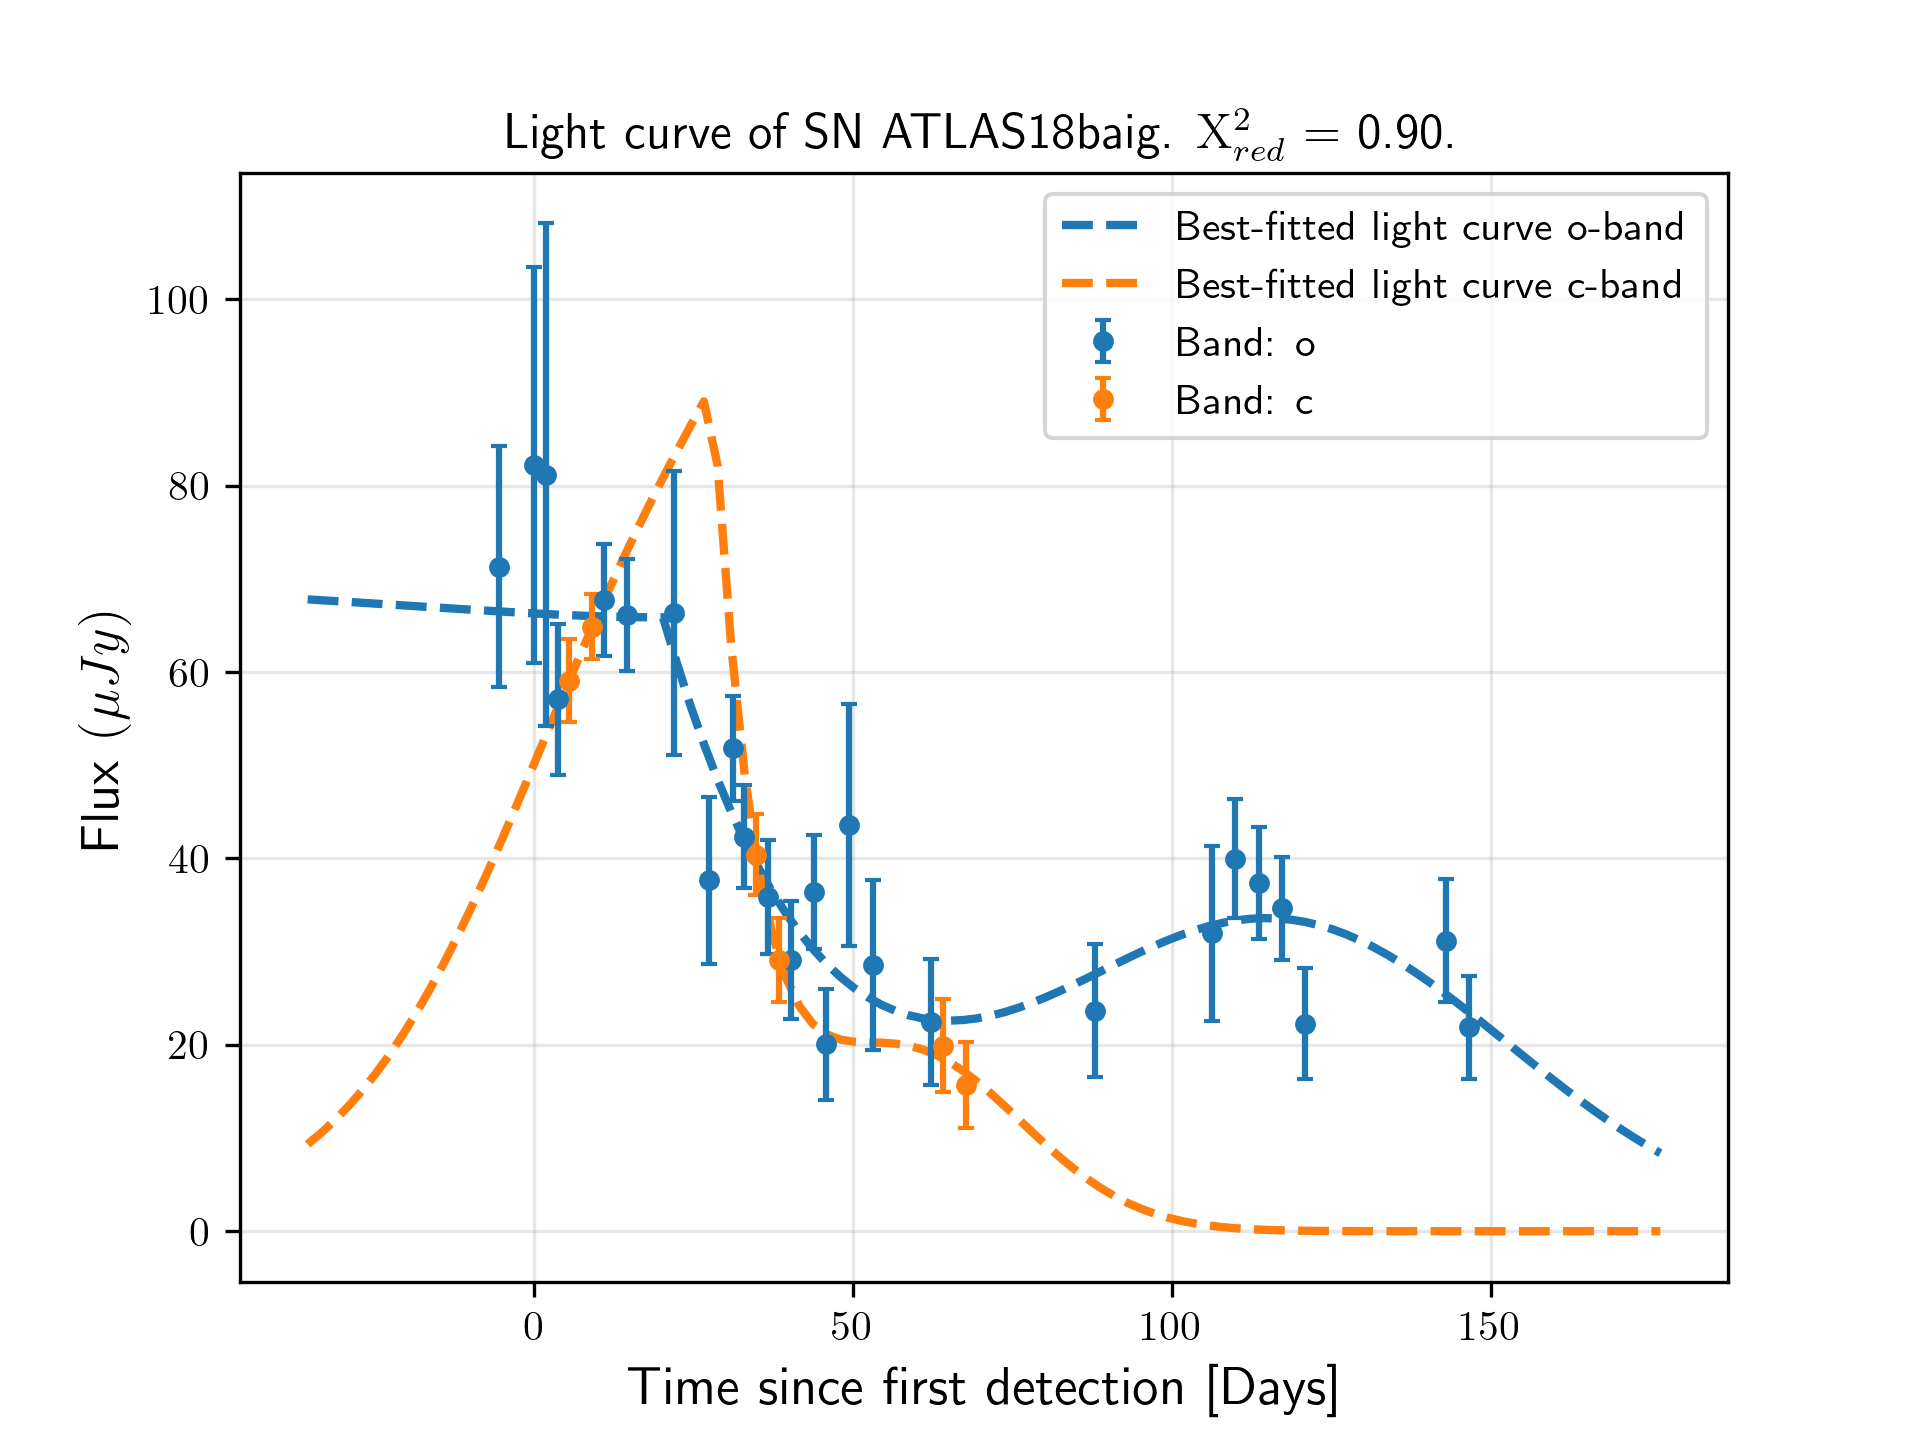 Light curve of SN ATLAS18baig. Χ²_red = 0.90.
Best-fitted light curve o-band
Best-fitted light curve c-band
Band: o
Band: c
Flux (μJy)
100
80
60
40
20
0
0 50 100 150
Time since first detection [Days]